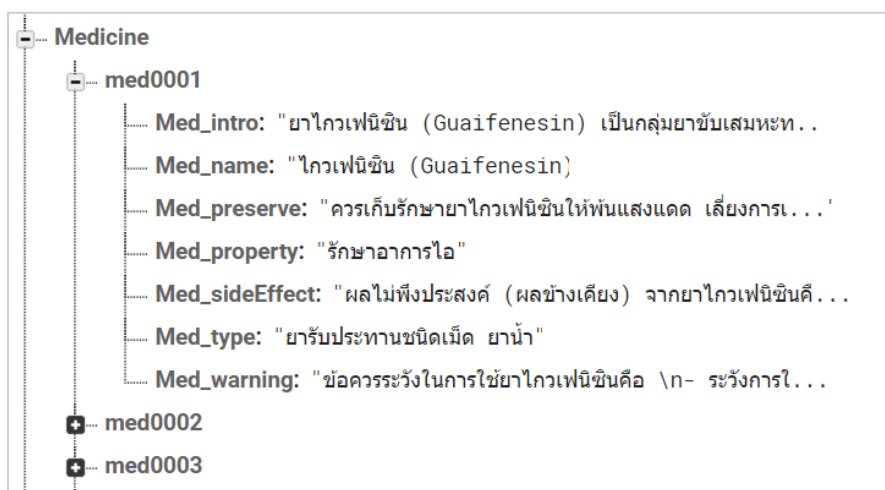 Medicine
med0001
Med_intro: "ยาไกวเฟนิซิน (Guaifenesin) เป็นกลุ่มยาขับเสมหะท..
Med_name: "ไกวเฟนิซิน (Guaifenesin)
Med_preserve: "ควรเก็บรักษายาไกวเฟนิซินให้พ้นแสงแดด เลี่ยงการเ...'
Med_property: "รักษาอาการไอ"
Med_sideEffect: "ผลไม่พึงประสงค์ (ผลข้างเคียง) จากยาไกวเฟนิซินคื...
Med_type: "ยารับประทานชนิดเม็ด ยาน้ำ"
Med_warning: "ข้อควรระวังในการใช้ยาไกวเฟนิซินคือ \n- ระวังการใ...
med0002
med0003